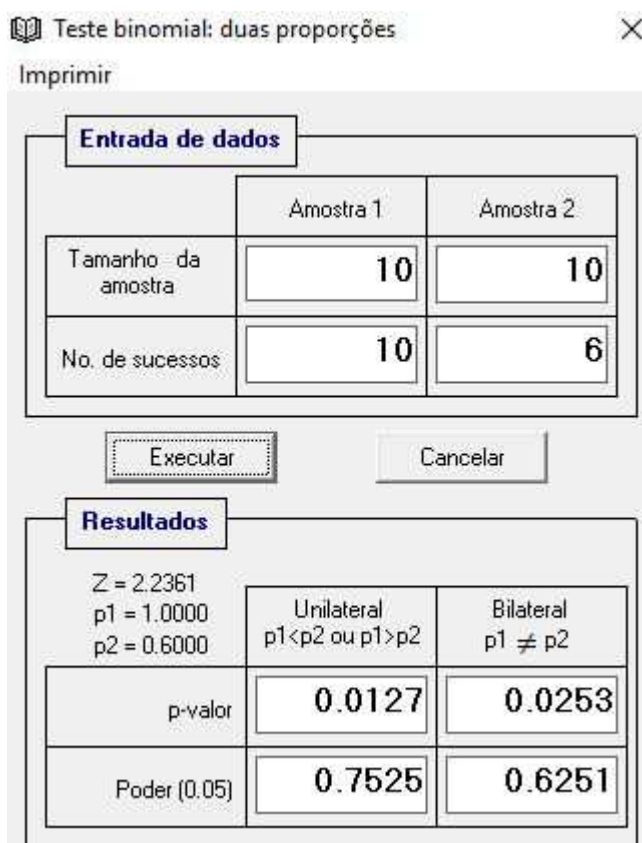 Teste binomial: duas proporções
Imprimir
Entrada de dados
Amostra 1 Amostra 2
Tamanho da
amostra
10 10
No. de sucessos 10 6
Executar Cancelar
Resultados
Z = 2.2361
p1 = 1.0000
p2 = 0.6000
Unilateral
p1<p2 ou p1>p2
Bilateral
p1 ≠ p2
p-valor 0.0127 0.0253
Poder (0.05) 0.7525 0.6251